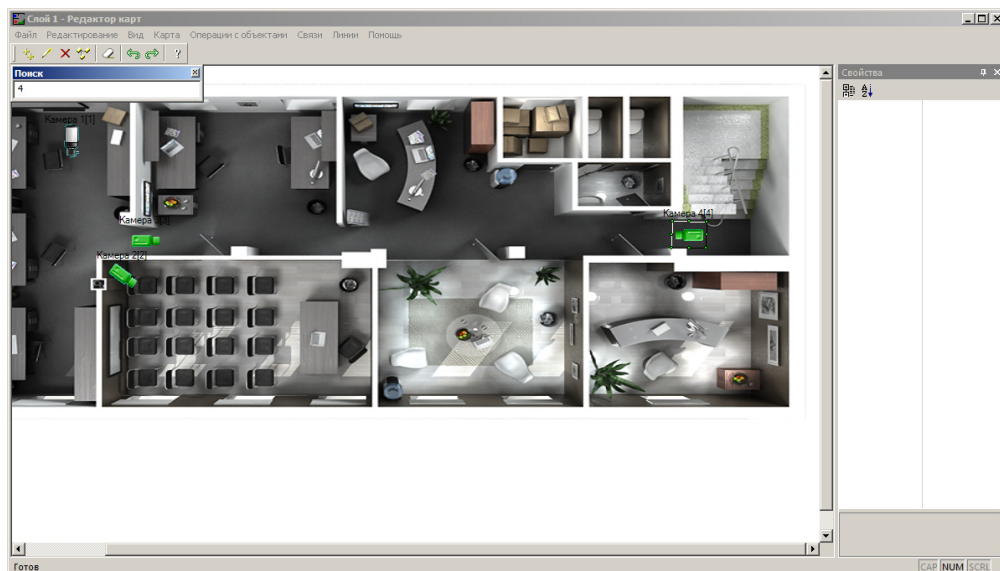 Слой 1 - Редактор карт
Файл Редактирование Вид Карта Операции с объектами Связи Линии Помощь
Поиск
4
Свойства
Камера 1[1]
Камера 3[3]
Камера 4[4]
Камера 2[2]
Готов
CAP NUM SCRL